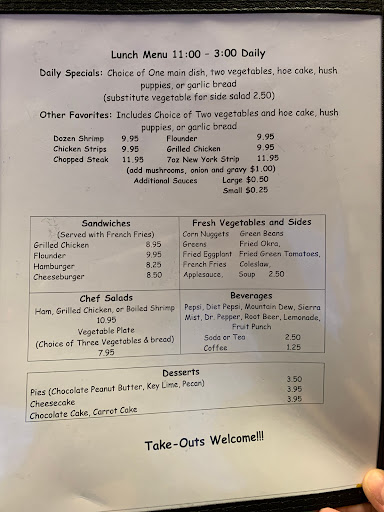 Lunch Menu 11:00 - 3:00 Daily
Daily Specials: Choice of One main dish, two vegetables, hoe cake, hush
puppies, or garlic bread
(substitute vegetable for side salad 2.50)
Other Favorites: Includes Choice of Two vegetables and hoe cake, hush
puppies, or garlic bread
Dozen Shrimp 9.95 Flounder 9.95
Chicken Strips 9.95 Grilled Chicken 9.95
Chopped Steak 11.95 7oz New York Strip 11.95
(add mushrooms, onion and gravy $1.00)
Additional Sauces Large $0.50
Small $0.25
Sandwiches
(Served with French Fries)
Grilled Chicken 8.95
Flounder 9.95
Hamburger 8.25
Cheeseburger 8.50
Fresh Vegetables and Sides
Corn Nuggets Green Beans
Greens Fried Okra,
Fried Eggplant Fried Green Tomatoes,
French Fries Coleslaw,
Applesauce, Soup 2.50
Chef Salads
Ham, Grilled Chicken, or Boiled Shrimp
10.95
Vegetable Plate
(Choice of Three Vegetables & bread)
7.95
Beverages
Pepsi, Diet Pepsi, Mountain Dew, Sierra
Mist, Dr. Pepper, Root Beer, Lemonade,
Fruit Punch
Soda or Tea 2.50
Coffee 1.25
Desserts
Pies (Chocolate Peanut Butter, Key Lime, Pecan) 3.50
Cheesecake 3.95
Chocolate Cake, Carrot Cake 3.95
Take-Outs Welcome!!!